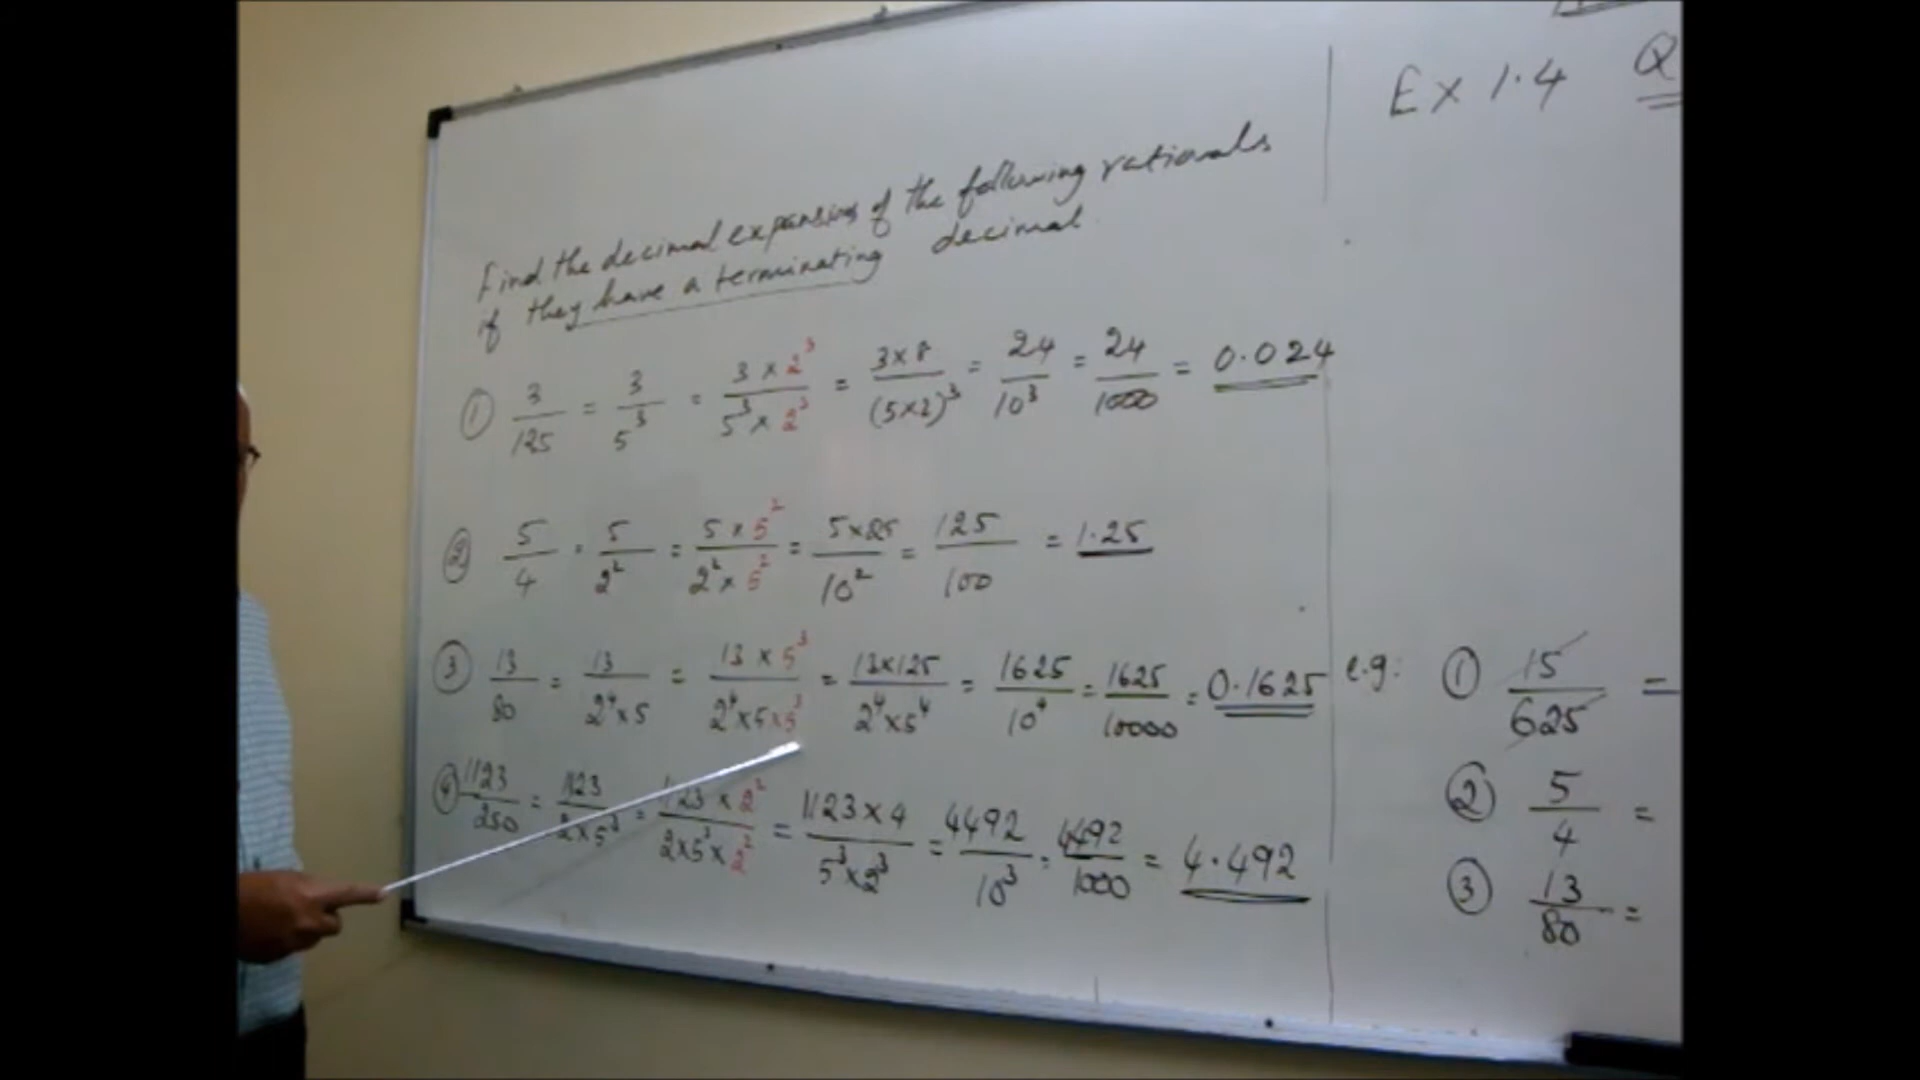 Find the decimal expansion of the following rationals
if they have a terminating decimal.
① 3/125 = 3/5³ = (3 × 2³)/(5³ × 2³) = (3×8)/(5×2)³ = 24/10³ = 24/1000 = 0.024
② 5/4 = 5/2² = (5 × 5²)/(2² × 5²) = (5×25)/10² = 125/100 = 1.25
③ 13/80 = 13/(2⁴×5) = (13 × 5³)/(2⁴×5×5³) = (13×125)/(2⁴×5⁴) = 1625/10⁴ = 1625/10000 = 0.1625
④ 1123/250 = 1123/(2×5³) = (1123 × 2²)/(2×5³×2²) = (1123×4)/(5³×2³) = 4492/10³ = 4492/1000 = 4.492
Ex 1.4 Q
e.g: ① 15/625 =
② 5/4 =
③ 13/80 =